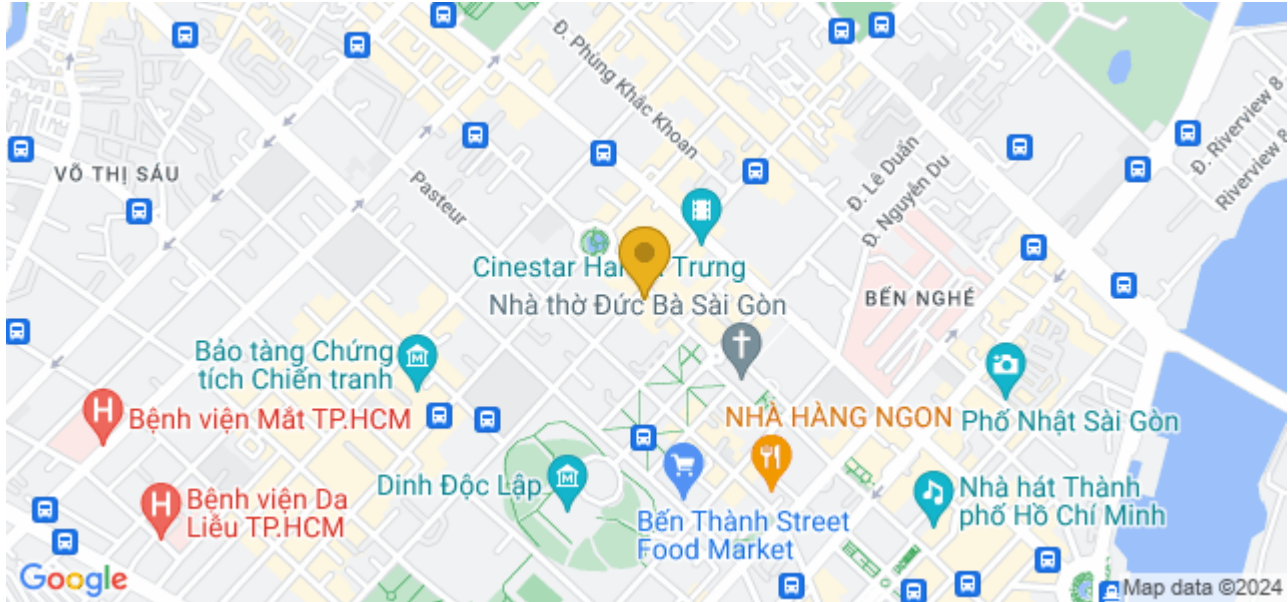 Đ. Phùng Khắc Khoan
Đ. Riverview 8
Riverview 8
VÕ THỊ SÁU
Pasteur
Đ. Lê Duẩn
Đ. Nguyễn Du
Cinestar Hai Trưng
Nhà thờ Đức Bà Sài Gòn
BẾN NGHÉ
Bảo tàng Chứng
tích Chiến tranh
Bệnh viện Mắt TP.HCM
NHÀ HÀNG NGON
Phố Nhật Sài Gòn
Dinh Độc Lập
Bệnh viện Da
Liễu TP.HCM
Nhà hát Thành
phố Hồ Chí Minh
Bến Thành Street
Food Market
Google
Map data ©2024